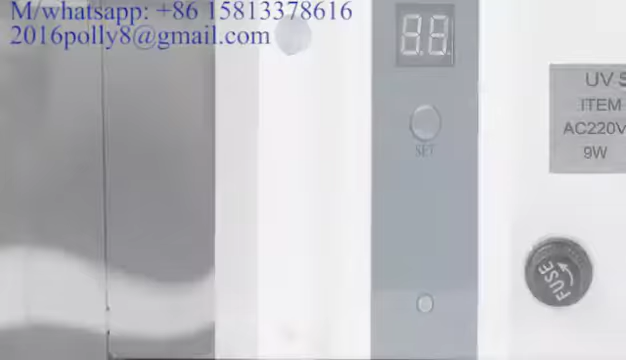 M/whatsapp: +86 15813378616
2016polly8@gmail.com
88
SET
UV S
ITEM
AC220V
9W
FUSE